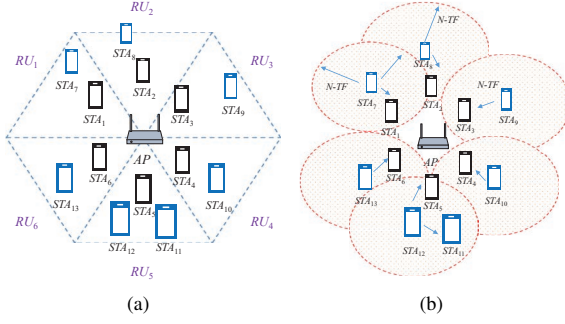 RU2
RU1
RU3
STA8
STA7
STA2
STA1
STA3
STA9
AP
STA6
STA4
STA5
STA13
STA10
RU6
RU4
STA12
STA11
RU5
(a)
N-TF
STA8
N-TF
N-TF
STA7
STA2
STA1
STA3
STA9
AP
STA6
STA4
STA13
STA5
STA10
STA12
STA11
(b)